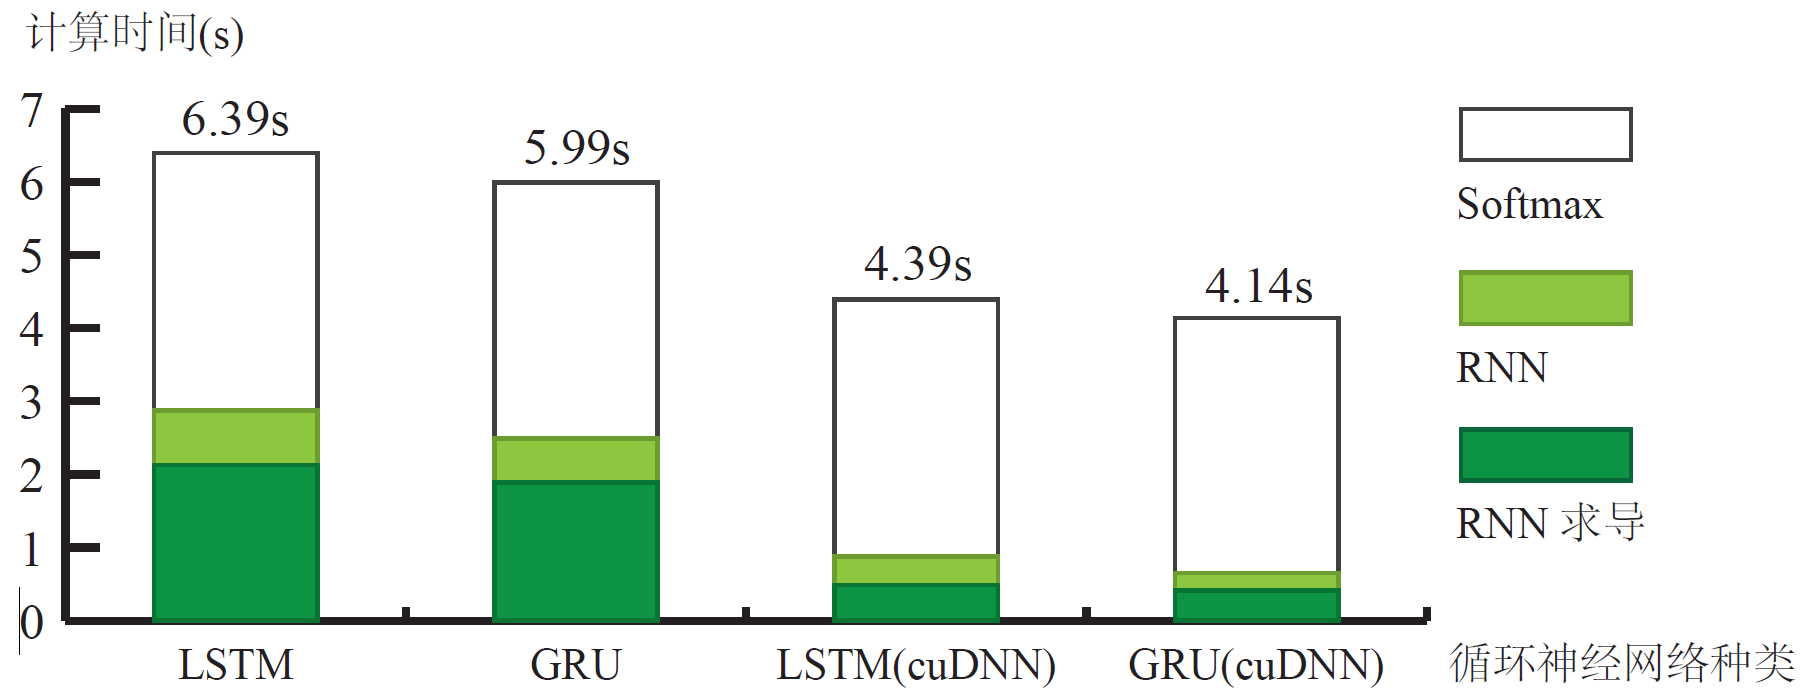 计算时间(s)
7
6
5
4
3
2
1
0
6.39s
5.99s
4.39s
4.14s
LSTM
GRU
LSTM(cuDNN)
GRU(cuDNN)
循环神经网络种类
Softmax
RNN
RNN 求导